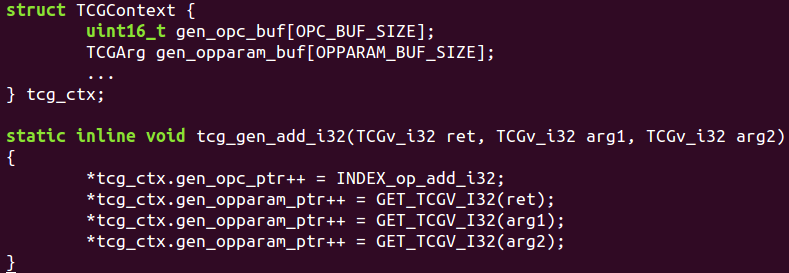 struct TCGContext {
        uint16_t gen_opc_buf[OPC_BUF_SIZE];
        TCGArg gen_opparam_buf[OPPARAM_BUF_SIZE];
        ...
} tcg_ctx;

static inline void tcg_gen_add_i32(TCGv_i32 ret, TCGv_i32 arg1, TCGv_i32 arg2)
{
        *tcg_ctx.gen_opc_ptr++ = INDEX_op_add_i32;
        *tcg_ctx.gen_opparam_ptr++ = GET_TCGV_I32(ret);
        *tcg_ctx.gen_opparam_ptr++ = GET_TCGV_I32(arg1);
        *tcg_ctx.gen_opparam_ptr++ = GET_TCGV_I32(arg2);
}